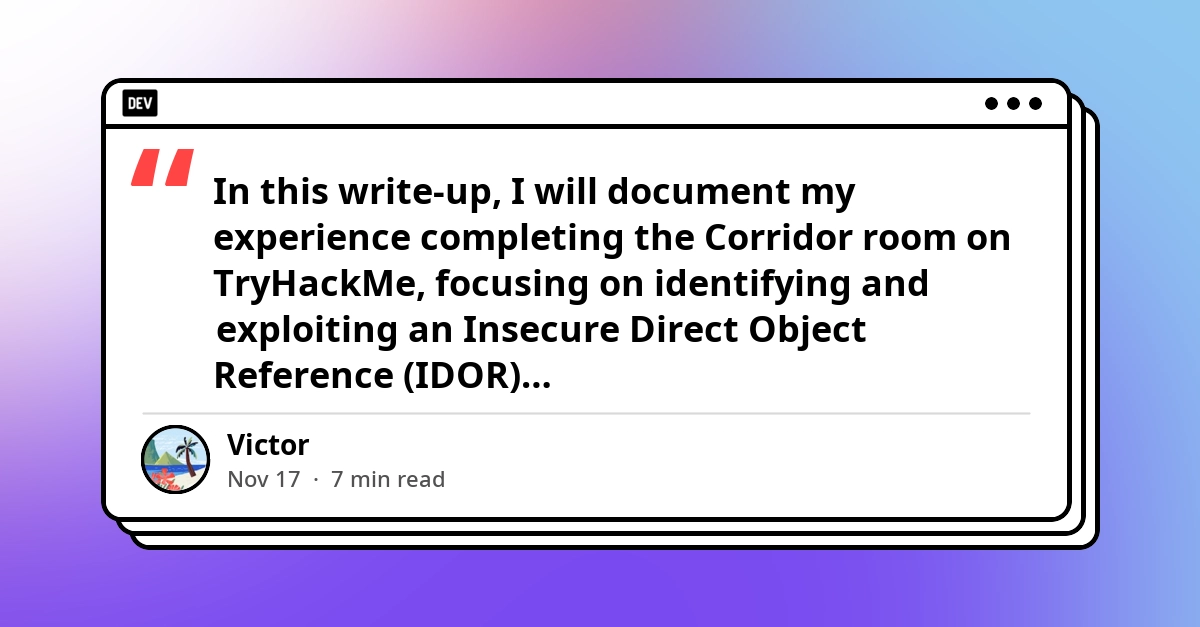 DEV
“
In this write-up, I will document my
experience completing the Corridor room on
TryHackMe, focusing on identifying and
exploiting an Insecure Direct Object
Reference (IDOR)...
Victor
Nov 17 · 7 min read